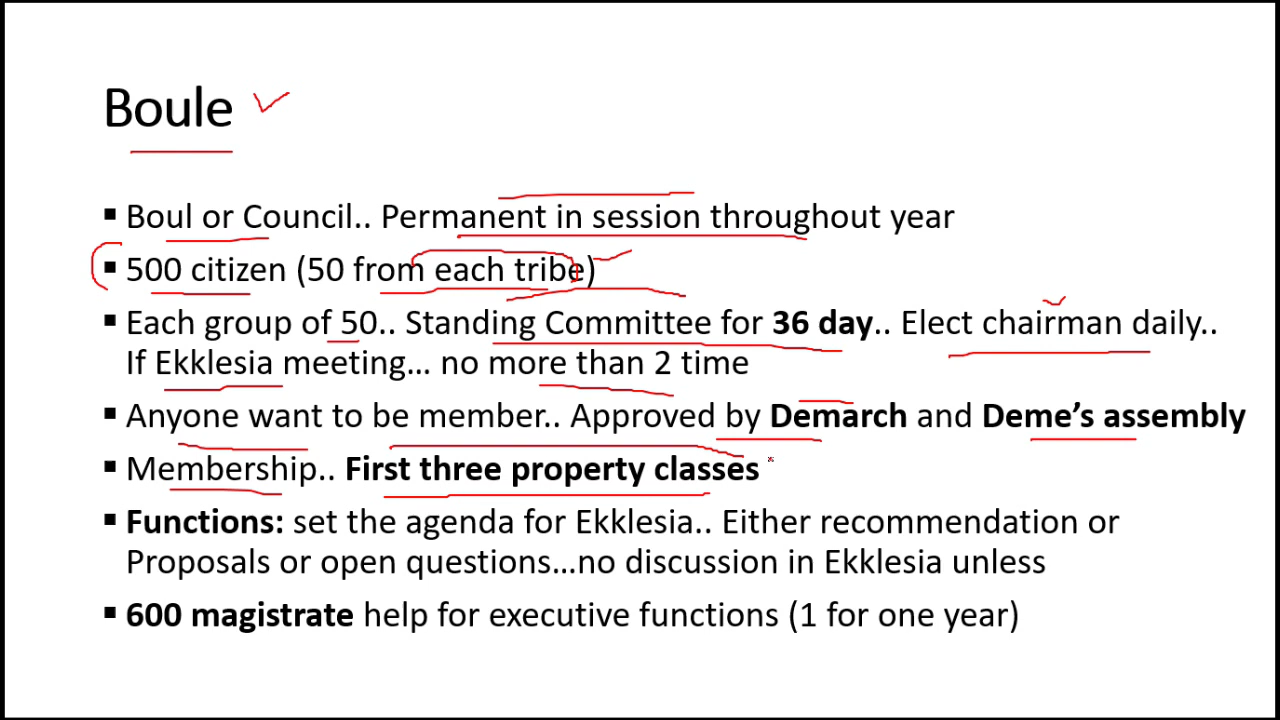 Boule
▪ Boul or Council.. Permanent in session throughout year
▪ 500 citizen (50 from each tribe)
▪ Each group of 50.. Standing Committee for 36 day.. Elect chairman daily..
If Ekklesia meeting... no more than 2 time
▪ Anyone want to be member.. Approved by Demarch and Deme's assembly
▪ Membership.. First three property classes
▪ Functions: set the agenda for Ekklesia.. Either recommendation or
Proposals or open questions...no discussion in Ekklesia unless
▪ 600 magistrate help for executive functions (1 for one year)